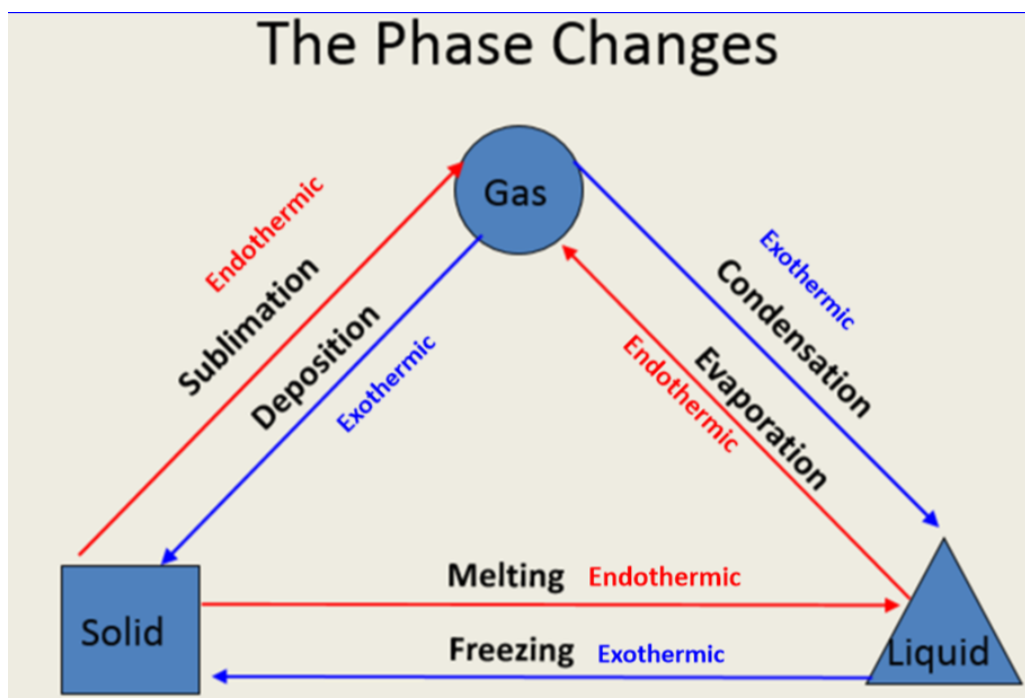 The Phase Changes
Gas
Endothermic
Sublimation
Deposition
Exothermic
Exothermic
Condensation
Evaporation
Endothermic
Melting Endothermic
Solid
Liquid
Freezing Exothermic